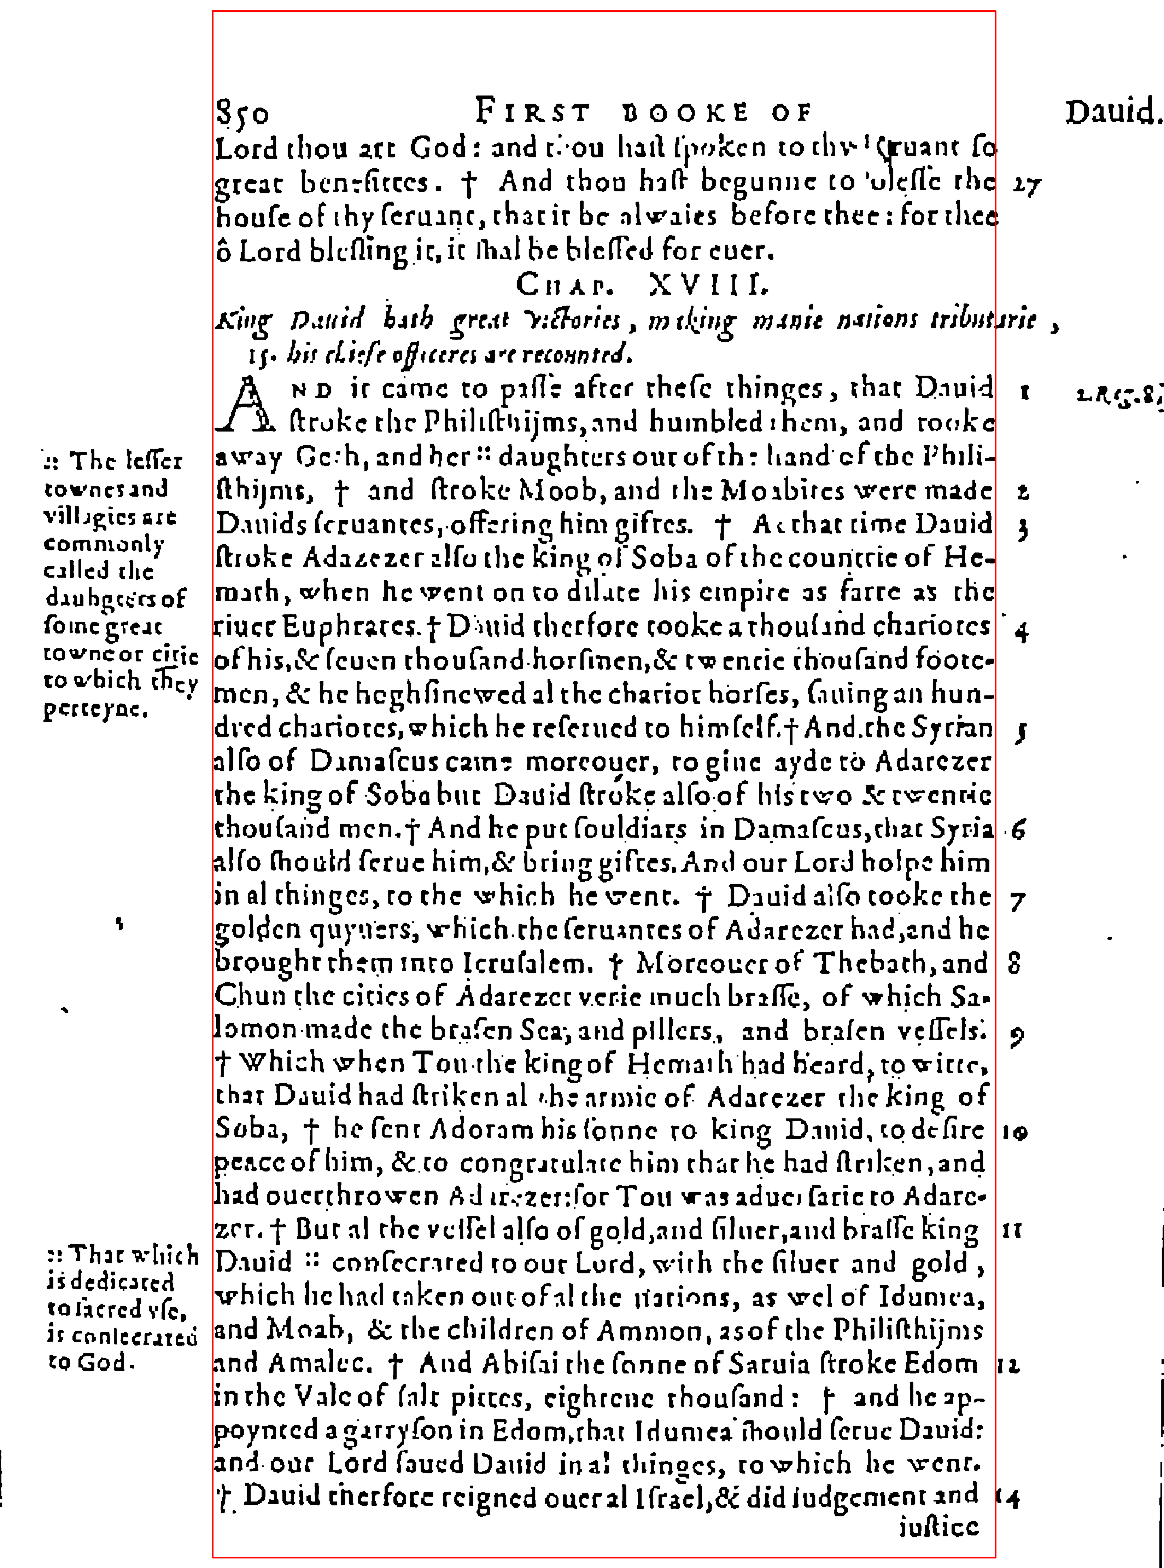 850 FIRST BOOKE OF Dauid.
Lord thou art God: and thou hast spoken to thy seruant so
great benefittes. † And thou hast begunne to blesse the 27
house of thy seruant, that it be alwaies before thee: for thee
ô Lord blessing it, it shal be blessed for euer.
CHAP. XVIII.
King Dauid hath great victories, making manie nations tributarie,
15. his chiefe officeres are recounted.
AND it came to passe after these thinges, that Dauid 1 2.Reg.8.
stroke the Philisthijms, and humbled them, and tooke
away Geth, and her :: daughters out of the hand of the Phili-
sthijms, † and stroke Moob, and the Moabites were made 2
Dauids seruantes, offering him giftes. † At that time Dauid 3
stroke Adarezer also the king of Soba of the countrie of He-
math, when he went on to dilate his empire as farre as the
riuer Euphrates. † Dauid therfore tooke a thousand chariotes 4
of his, & seuen thousand horsmen, & twentie thousand foote-
men, & he heghsinewed al the chariot horses, sauing an hun-
dred chariotes, which he reserued to himself. † And the Syrian 5
also of Damascus came moreouer, to giue ayde to Adarezer
the king of Soba but Dauid stroke also of his two & twentie
thousand men. † And he put souldiars in Damascus, that Syria 6
also should serue him, & bring giftes. And our Lord holpe him
in al thinges, to the which he went. † Dauid also tooke the 7
golden quyuers, which the seruantes of Adarezer had, and he
brought them into Ierusalem. † Moreouer of Thebath, and 8
Chun the cities of Adarezer verie much brasse, of which Sa-
lomon made the brasen Sea, and pillers, and brasen vessels. 9
† Which when Tou the king of Hemath had heard, to witte,
that Dauid had striken al the armie of Adarezer the king of
Soba, † he sent Adoram his sonne to king Dauid, to desire 10
peace of him, & to congratulate him that he had striken, and
had ouerthrowen Adarezer: for Tou was aduersarie to Adare-
zer. † But al the vessel also of gold, and siluer, and brasse king 11
Dauid :: consecrated to our Lord, with the siluer and gold,
which he had taken out of al the nations, as wel of Idumea,
and Moab, & the children of Ammon, as of the Philisthijms
and Amalec. † And Abisai the sonne of Saruia stroke Edom 12
in the Vale of salt pittes, eightene thousand: † and he ap-
poynted a garryson in Edom, that Idumea should serue Dauid:
and our Lord saued Dauid in al thinges, to which he went.
† Dauid therfore reigned ouer al Israel, & did iudgement and 14
iustice
:: The lesser
townes and
villagies are
commonly
called the
dauhgters of
some great
towne or citie
to which they
perteyne.
:: That which
is dedicated
to sacred vse,
is consecrated
to God.